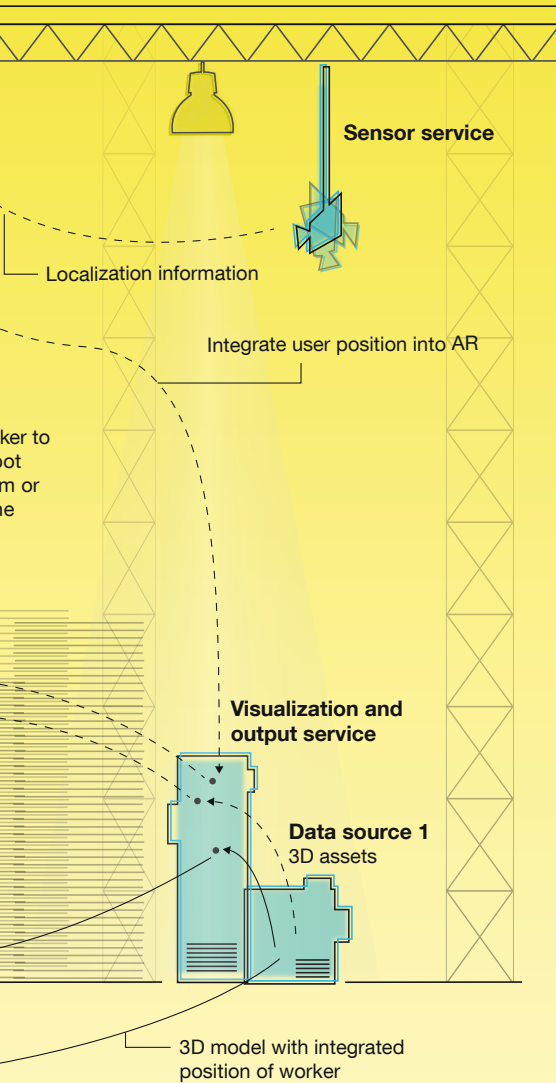 Sensor service
Localization information
Integrate user position into AR
ker to
oot
m or
ne
Visualization and
output service
Data source 1
3D assets
3D model with integrated
position of worker